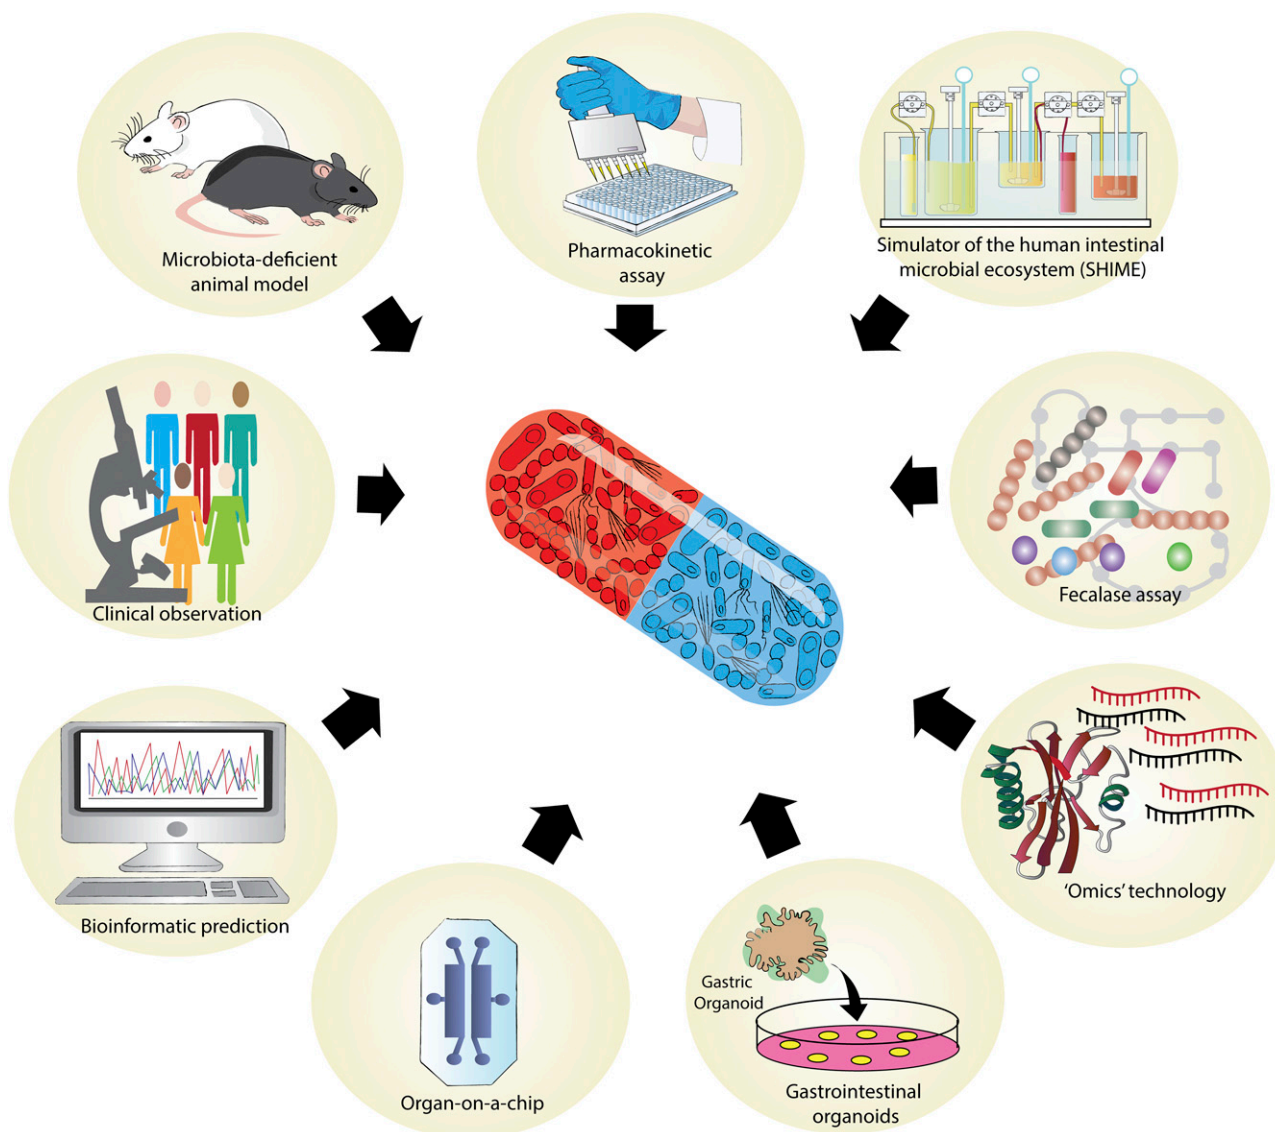 Microbiota-deficient
animal model
Pharmacokinetic
assay
Simulator of the human intestinal
microbial ecosystem (SHIME)
Clinical observation
Fecalase assay
Bioinformatic prediction
'Omics' technology
Organ-on-a-chip
Gastric
Organoid
Gastrointestinal
organoids